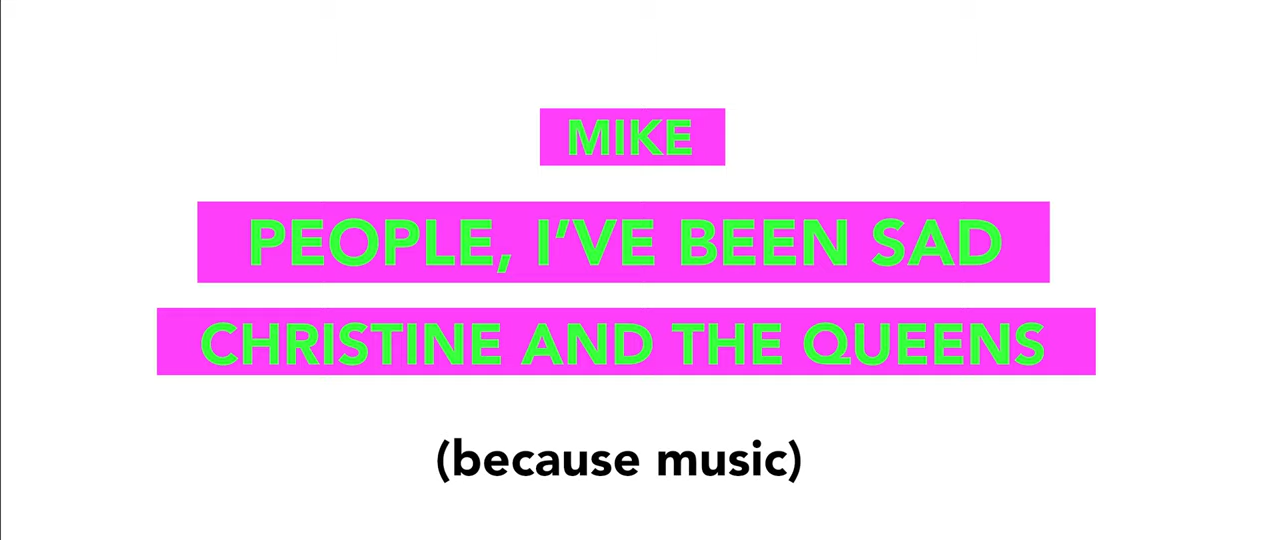 MIKE
PEOPLE, I’VE BEEN SAD
CHRISTINE AND THE QUEENS
(because music)